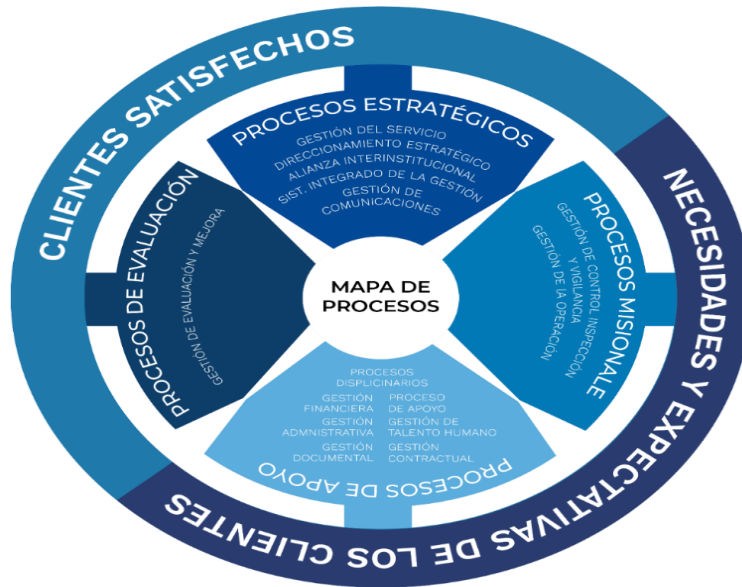 CLIENTES SATISFECHOS
NECESIDADES Y EXPECTATIVAS DE LOS CLIENTES
PROCESOS ESTRATÉGICOS
GESTIÓN DEL SERVICIO
DIRECCIONAMIENTO ESTRATÉGICO
ALIANZA INTERINSTITUCIONAL
SIST. INTEGRADO DE LA GESTIÓN
GESTIÓN DE
COMUNICACIONES
PROCESOS DE EVALUACIÓN
GESTIÓN DE EVALUACIÓN Y MEJORA
MAPA DE
PROCESOS
PROCESOS MISIONALE
GESTIÓN DE CONTROL INSPECCIÓN
Y VIGILANCIA
GESTIÓN DE LA OPERACIÓN
PROCESOS
DISPLICINARIOS
GESTIÓN
FINANCIERA
PROCESO
DE APOYO
GESTIÓN
ADMNISTRATIVA
GESTIÓN DE
TALENTO HUMANO
GESTIÓN
DOCUMENTAL
GESTIÓN
CONTRACTUAL
PROCESOS DE APOYO